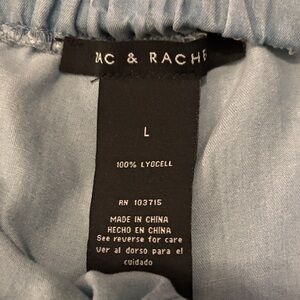 ZAC & RACHE
L
100% LYOCELL
RN 103715
MADE IN CHINA
HECHO EN CHINA
See reverse for care
Ver al dorso para el
cuidado